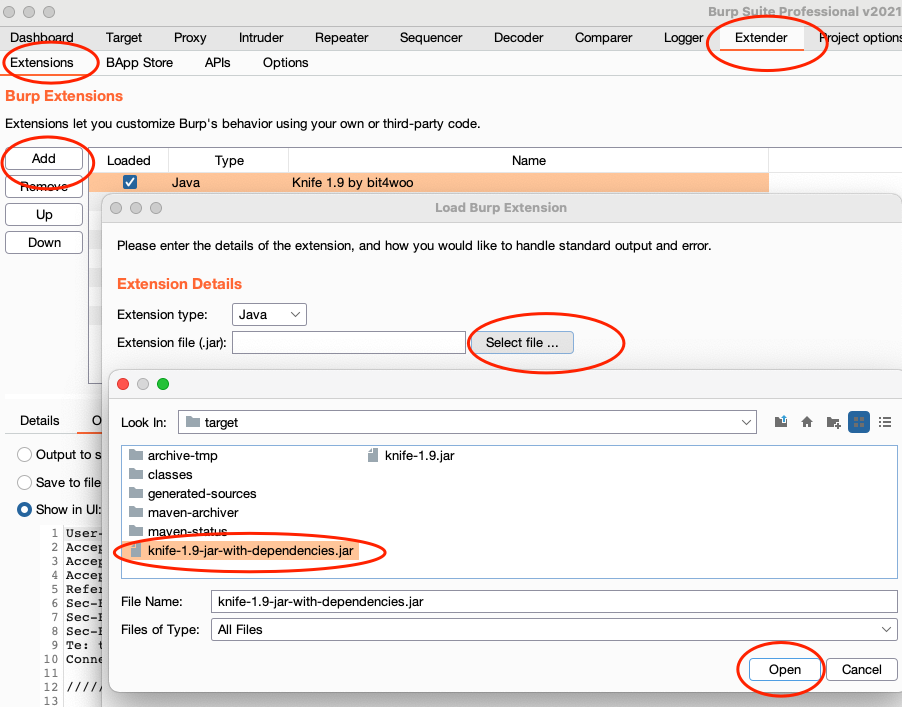 Burp Suite Professional v2021
Dashboard Target Proxy Intruder Repeater Sequencer Decoder Comparer Logger Extender Project options
Extensions BApp Store APIs Options
Burp Extensions
Extensions let you customize Burp's behavior using your own or third-party code.
Add Loaded Type Name
Remove Java Knife 1.9 by bit4woo
Up Load Burp Extension
Down Please enter the details of the extension, and how you would like to handle standard output and error.
Extension Details
Extension type: Java
Extension file (.jar): Select file ...
Look In: target
Details O
archive-tmp knife-1.9.jar
Output to s
classes
Save to file
generated-sources
Show in UI:
maven-archiver
maven-status
knife-1.9-jar-with-dependencies.jar
1 User-
2 Accep
3 Accep
4 Accep
5 Refer
6 Sec-F
7 Sec-F
8 Sec-F
9 Te: t
10 Conne
11
12 /////
13
File Name: knife-1.9-jar-with-dependencies.jar
Files of Type: All Files
Open Cancel